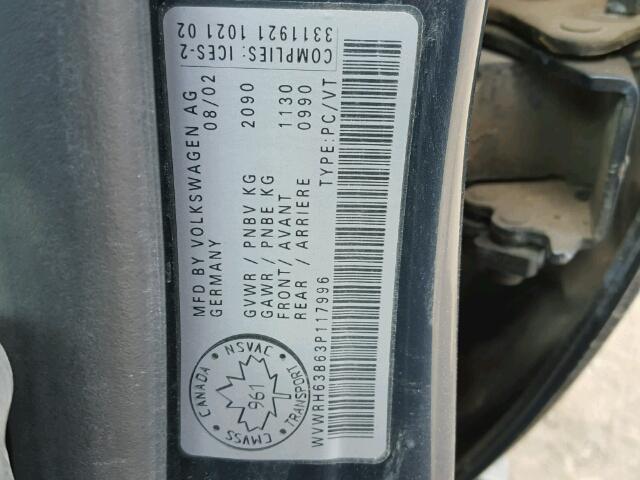 MFD BY VOLKSWAGEN AG
GERMANY 08/02
GVWR / PNBV KG 2090
GAWR / PNBE KG
FRONT/ AVANT 1130
REAR / ARRIERE 0990
TYPE:PC/VT
WVWRH63B63P117996
COMPLIES: ICES-2
3311921 1021 02
CANADA
NSVAC
CMVSS
961